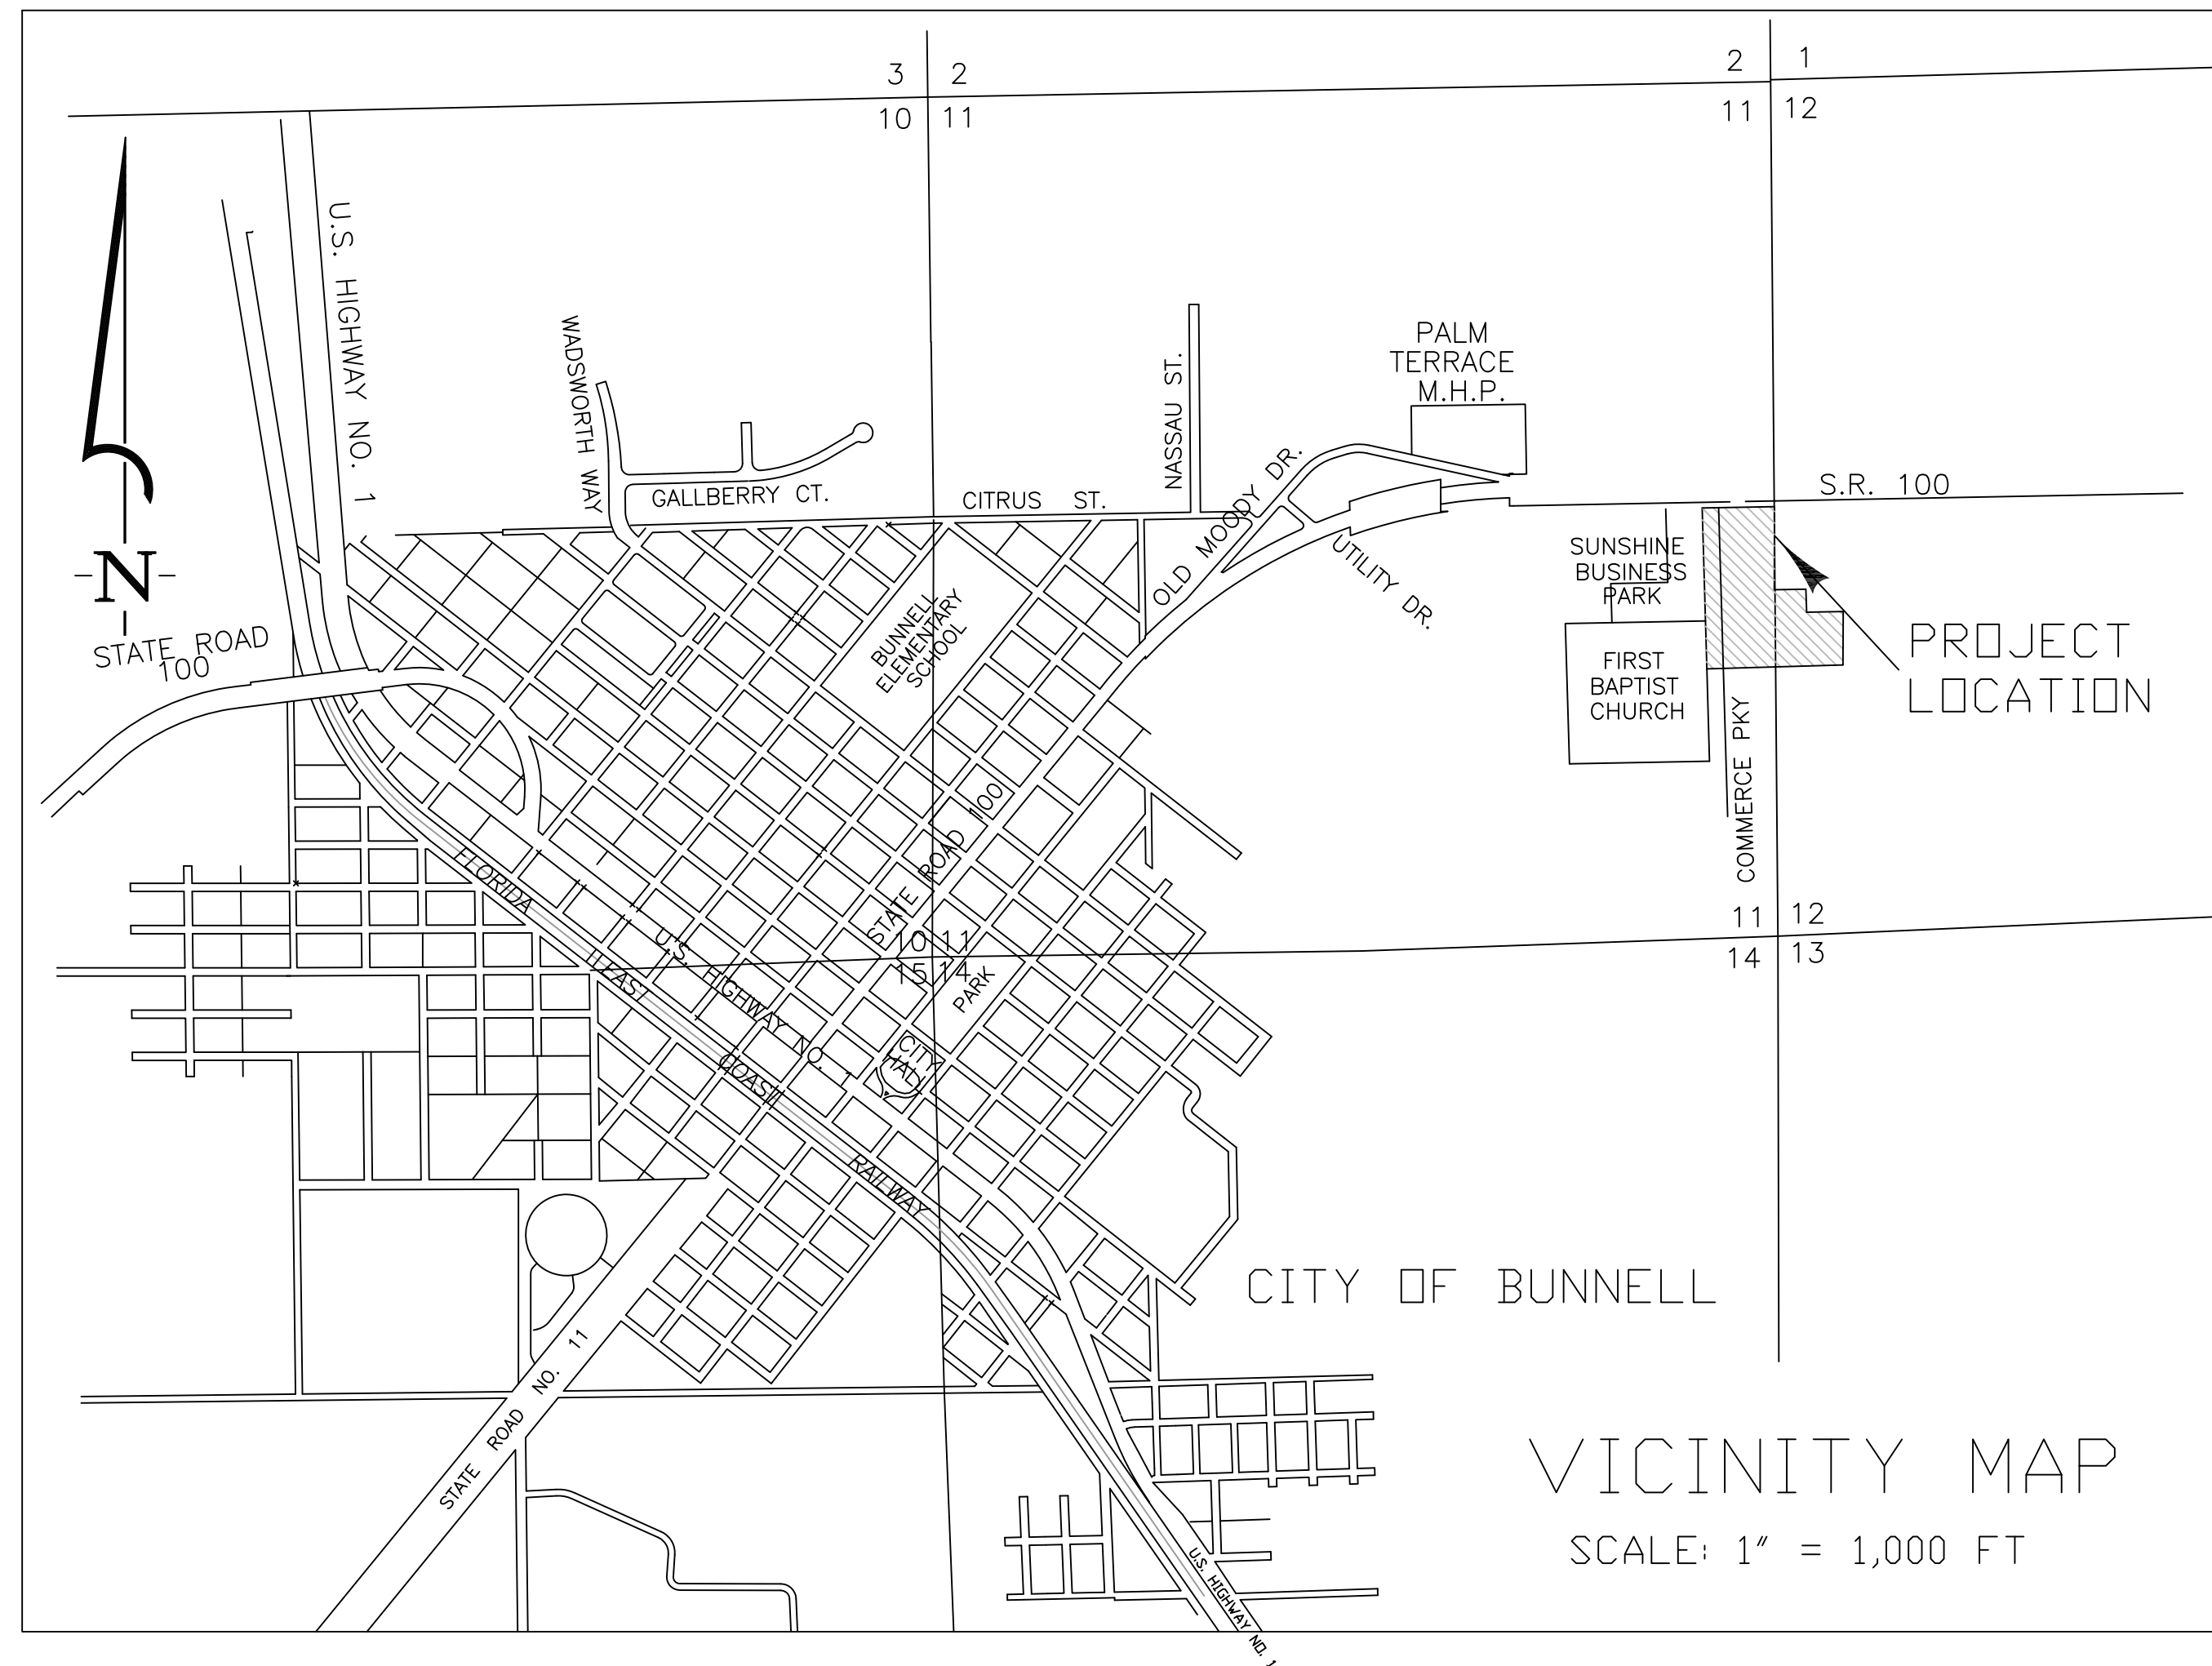 3 2
10 11
2 1
11 12
N
U.S. HIGHWAY NO. 1
STATE ROAD
100
WADSWORTH WAY
GALLBERRY CT.
CITRUS ST.
NASSAU ST.
OLD MOODY DR.
UTILITY DR.
PALM
TERRACE
M.H.P.
S.R. 100
SUNSHINE
BUSINESS
PARK
FIRST
BAPTIST
CHURCH
COMMERCE PKY
PROJECT
LOCATION
BUNNELL
ELEMENTARY
SCHOOL
STATE ROAD 100
10 11
15 14
11 12
14 13
PARK
CITY
HALL
U.S. HIGHWAY NO. 1
FLORIDA EAST COAST RAILWAY
STATE ROAD NO. 11
U.S. HIGHWAY NO. 1
CITY OF BUNNELL
VICINITY MAP
SCALE: 1" = 1,000 FT